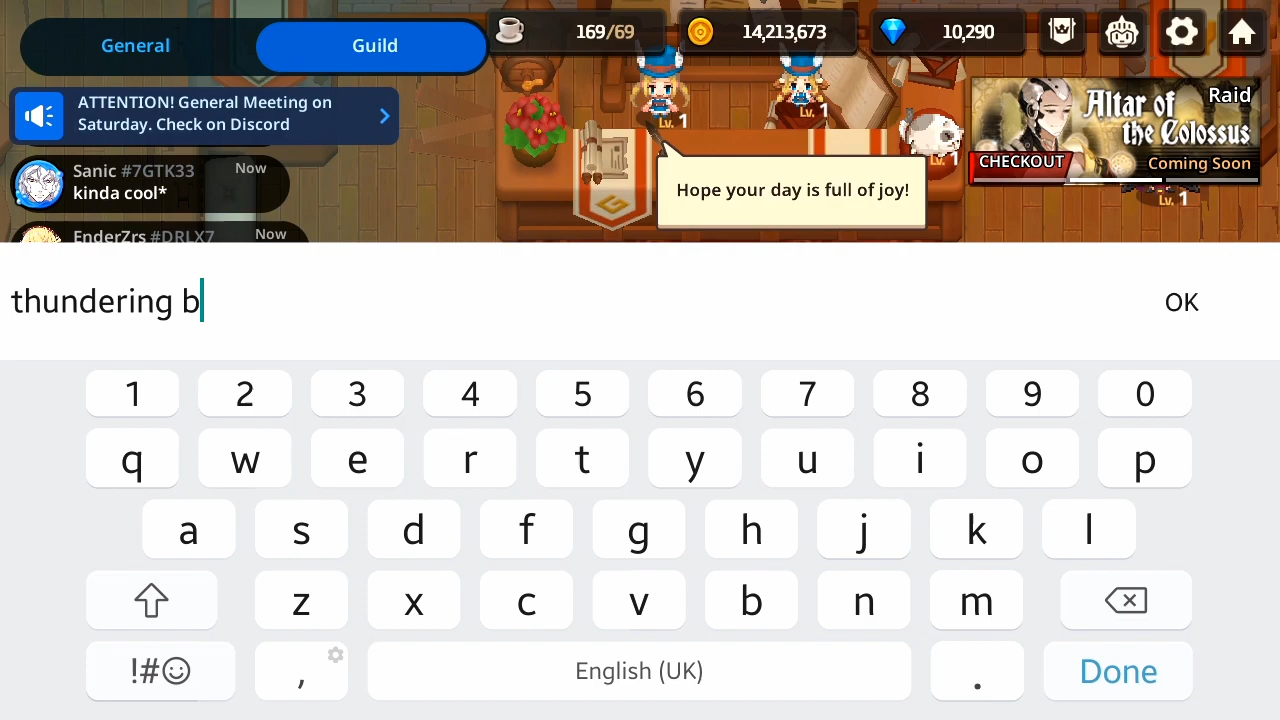 General
Guild
169/69
14,213,673
10,290
ATTENTION! General Meeting on
Saturday. Check on Discord
Sanic #7GTK33
Now
kinda cool*
EnderZrs #DRLX7
Now
Lv. 1
Lv. 1
Lv. 1
Lv. 1
Hope your day is full of joy!
Raid
Altar of
the Colossus
CHECKOUT
Coming Soon
thundering b
OK
1 2 3 4 5 6 7 8 9 0
q w e r t y u i o p
a s d f g h j k l
z x c v b n m
!#☺ , English (UK) . Done